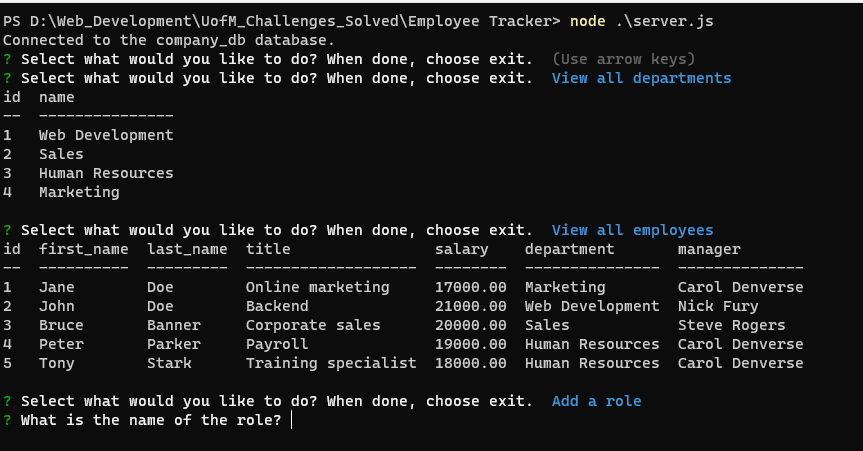 PS D:\Web_Development\UofM_Challenges_Solved\Employee Tracker> node .\server.js
Connected to the company_db database.
? Select what would you like to do? When done, choose exit.  (Use arrow keys)
? Select what would you like to do? When done, choose exit.  View all departments
id  name
--  ---------------
1   Web Development
2   Sales
3   Human Resources
4   Marketing

? Select what would you like to do? When done, choose exit.  View all employees
id  first_name  last_name  title                salary    department       manager
--  ----------  ---------  -------------------  --------  ---------------  --------------
1   Jane        Doe        Online marketing     17000.00  Marketing        Carol Denverse
2   John        Doe        Backend              21000.00  Web Development  Nick Fury
3   Bruce       Banner     Corporate sales      20000.00  Sales            Steve Rogers
4   Peter       Parker     Payroll              19000.00  Human Resources  Carol Denverse
5   Tony        Stark      Training specialist  18000.00  Human Resources  Carol Denverse

? Select what would you like to do? When done, choose exit.  Add a role
? What is the name of the role?